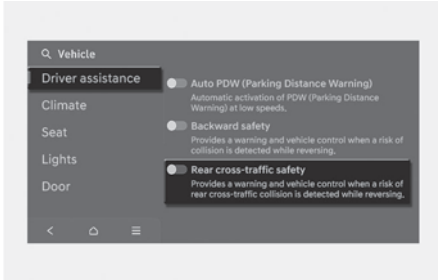 Vehicle
Driver assistance
Climate
Seat
Lights
Door
Auto PDW (Parking Distance Warning)
Automatic activation of PDW (Parking Distance
Warning) at low speeds.
Backward safety
Provides a warning and vehicle control when a risk of
collision is detected while reversing.
Rear cross-traffic safety
Provides a warning and vehicle control when a risk of
rear cross-traffic collision is detected while reversing.